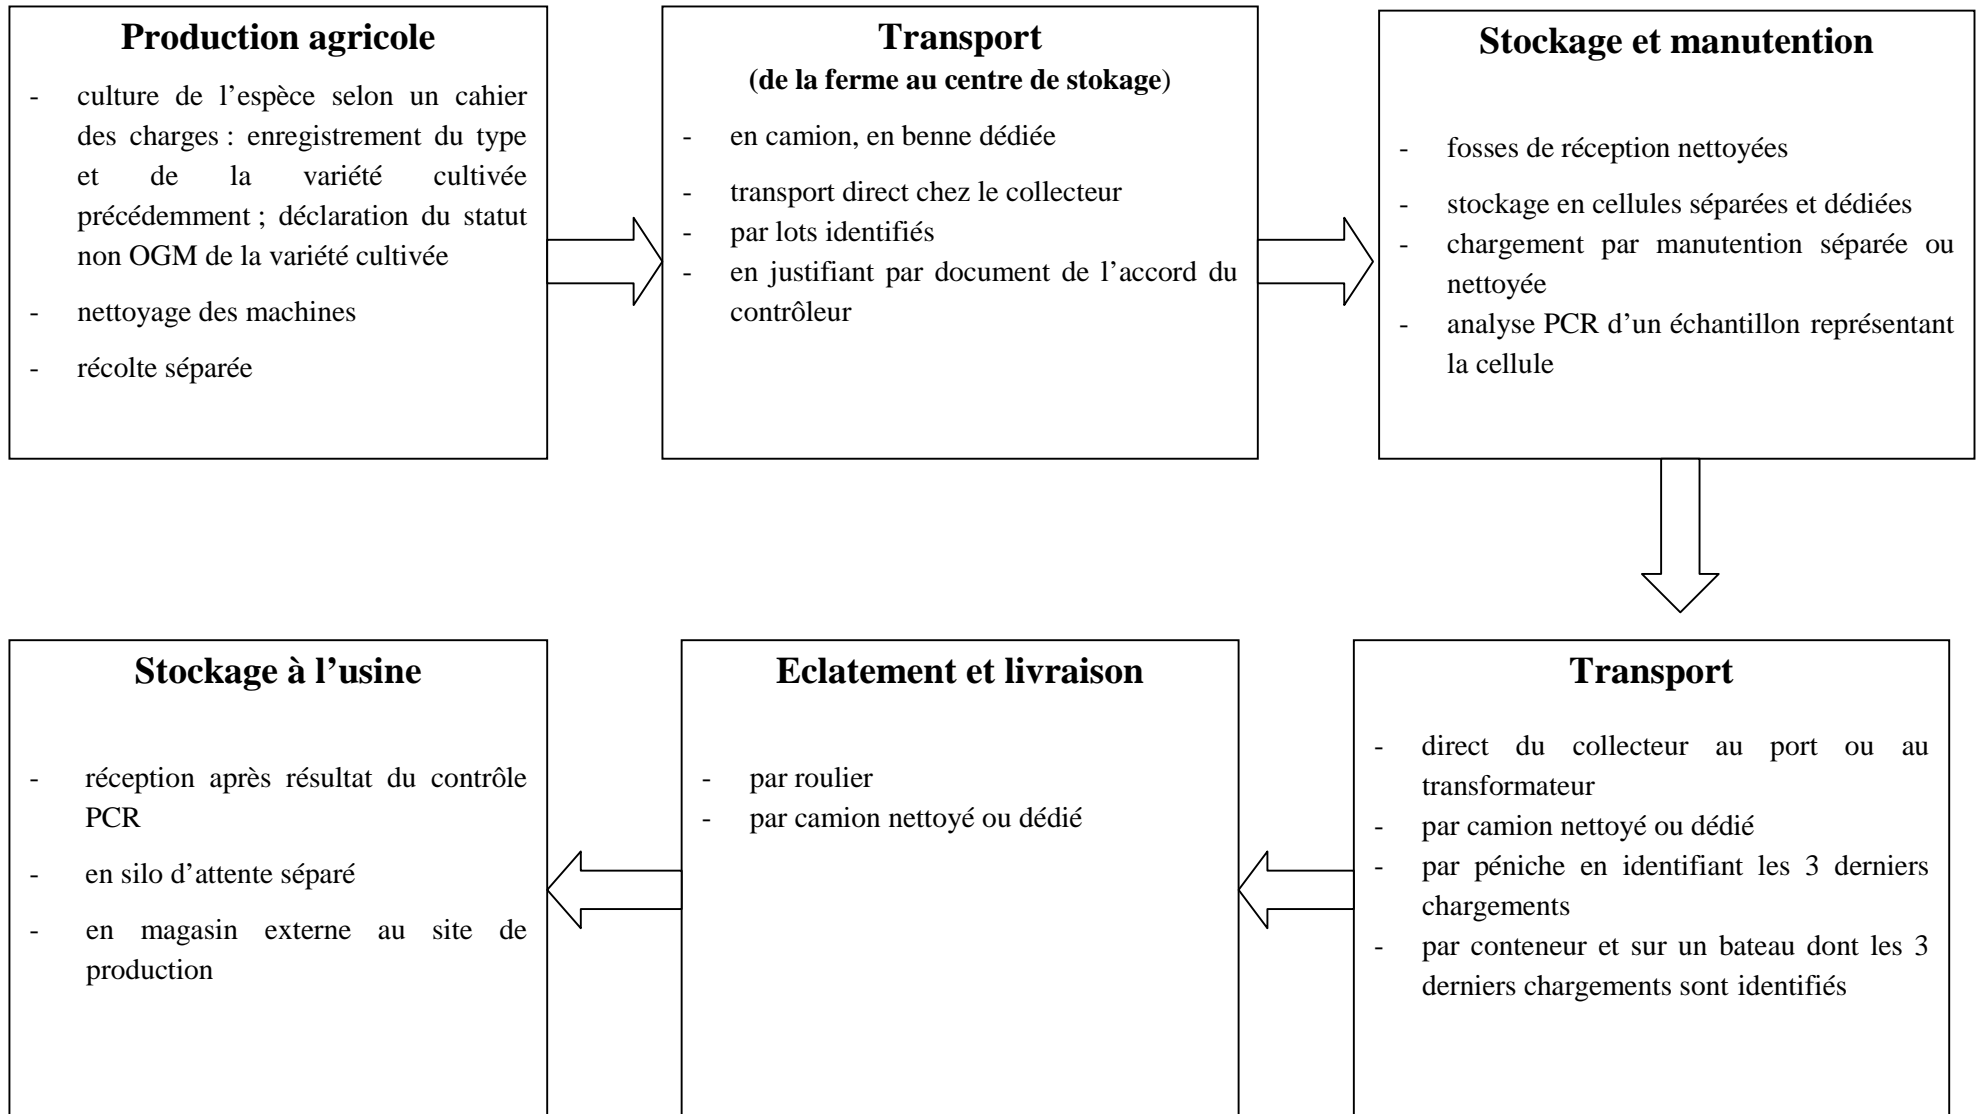 Production agricole
- culture de l’espèce selon un cahier
des charges : enregistrement du type
et de la variété cultivée
précédemment ; déclaration du statut
non OGM de la variété cultivée
- nettoyage des machines
- récolte séparée
Transport
(de la ferme au centre de stokage)
- en camion, en benne dédiée
- transport direct chez le collecteur
- par lots identifiés
- en justifiant par document de l’accord du
contrôleur
Stockage et manutention
- fosses de réception nettoyées
- stockage en cellules séparées et dédiées
- chargement par manutention séparée ou
nettoyée
- analyse PCR d’un échantillon représentant
la cellule
Transport
- direct du collecteur au port ou au
transformateur
- par camion nettoyé ou dédié
- par péniche en identifiant les 3 derniers
chargements
- par conteneur et sur un bateau dont les 3
derniers chargements sont identifiés
Eclatement et livraison
- par roulier
- par camion nettoyé ou dédié
Stockage à l’usine
- réception après résultat du contrôle
PCR
- en silo d’attente séparé
- en magasin externe au site de
production